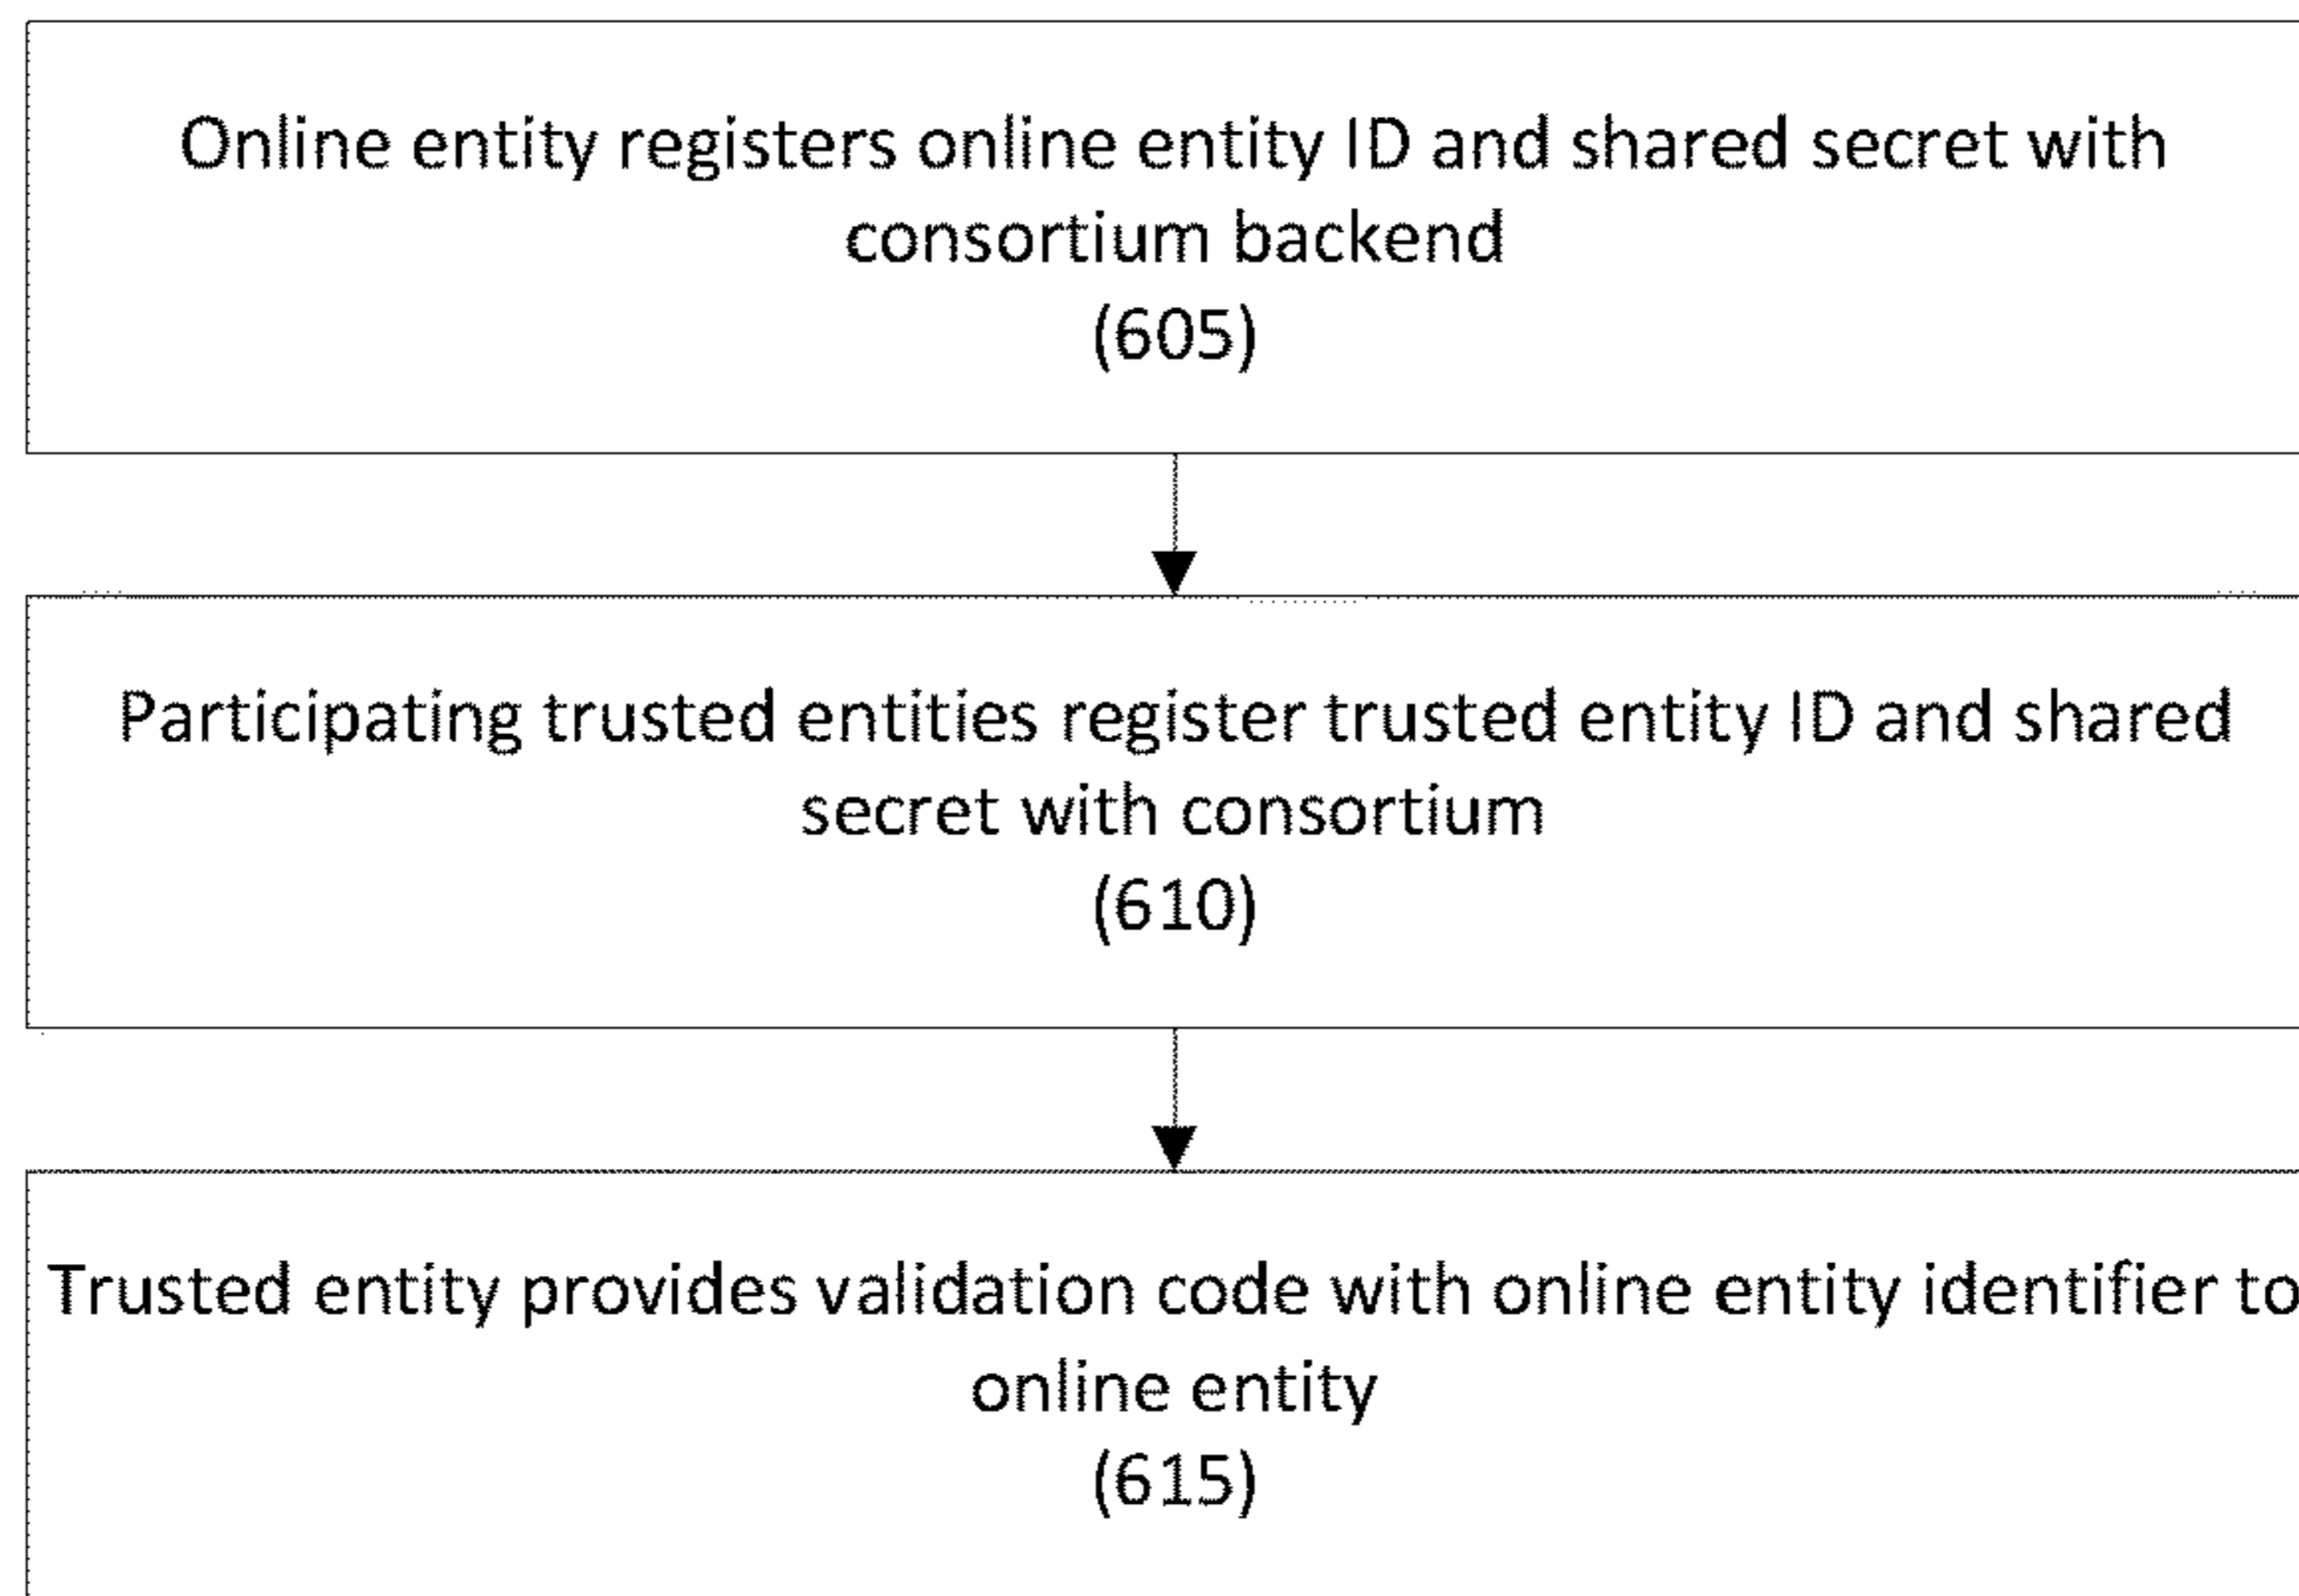 Online entity registers online entity ID and shared secret with
consortium backend
(605)
Participating trusted entities register trusted entity ID and shared
secret with consortium
(610)
Trusted entity provides validation code with online entity identifier to
online entity
(615)